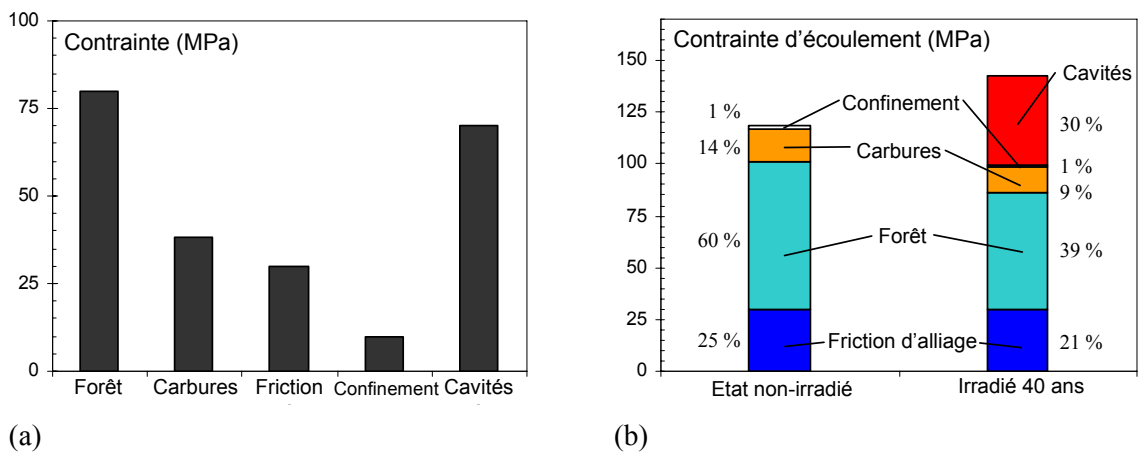 Contrainte (MPa)
100
75
50
25
0
Forêt Carbures Friction Confinement Cavités
(a)
Contrainte d'écoulement (MPa)
150
125
100
75
50
25
0
1 %
14 %
60 %
25 %
Confinement
Carbures
Forêt
Friction d'alliage
Cavités
30 %
1 %
9 %
39 %
21 %
Etat non-irradié
Irradié 40 ans
(b)